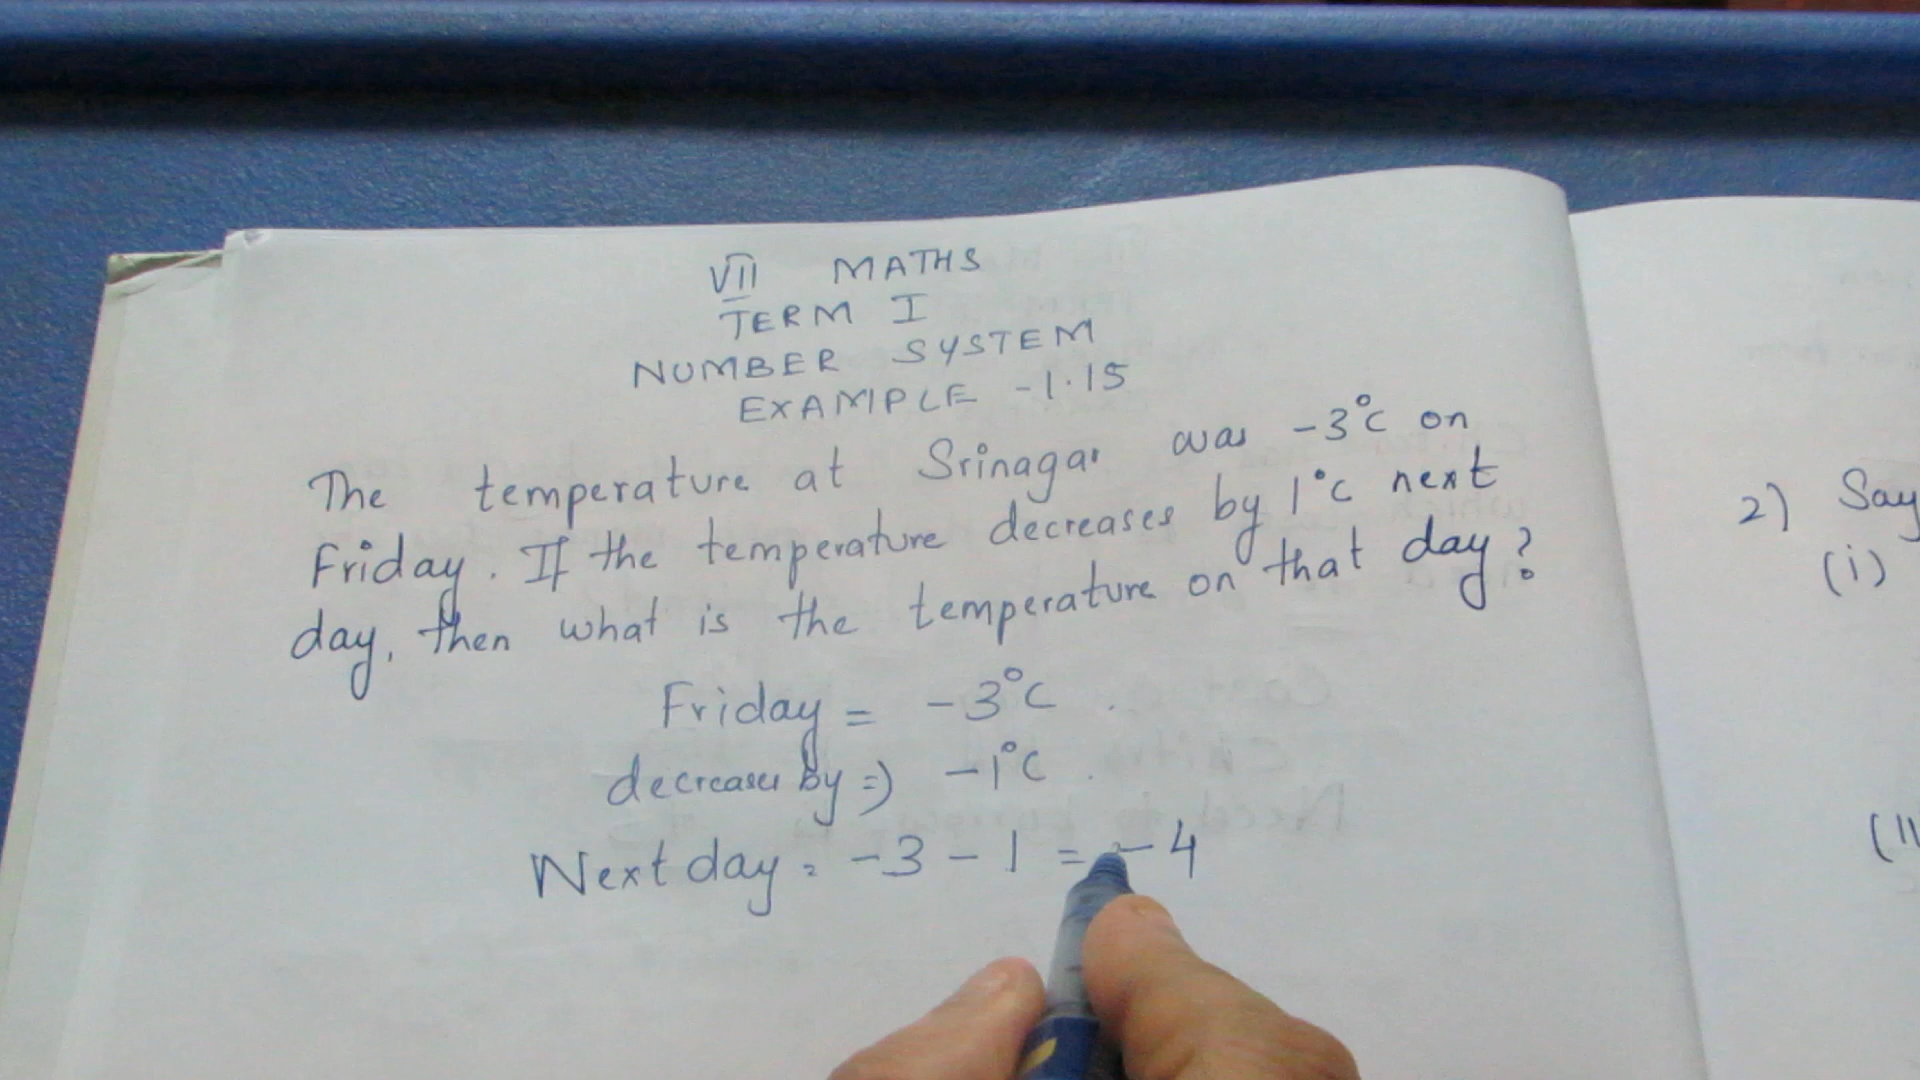 VII MATHS
TERM I
NUMBER SYSTEM
EXAMPLE - 1.15
The temperature at Srinagar was -3°C on
Friday. If the temperature decreases by 1°C next
day, then what is the temperature on that day?
Friday = -3°C
decreases by => -1°C
Next day = -3 - 1 = -4
2) Say
(i)
(ii